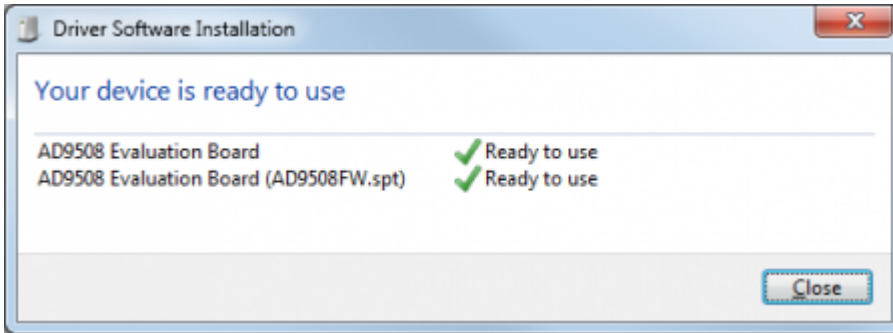 Driver Software Installation
Your device is ready to use
AD9508 Evaluation Board Ready to use
AD9508 Evaluation Board (AD9508FW.spt) Ready to use
Close